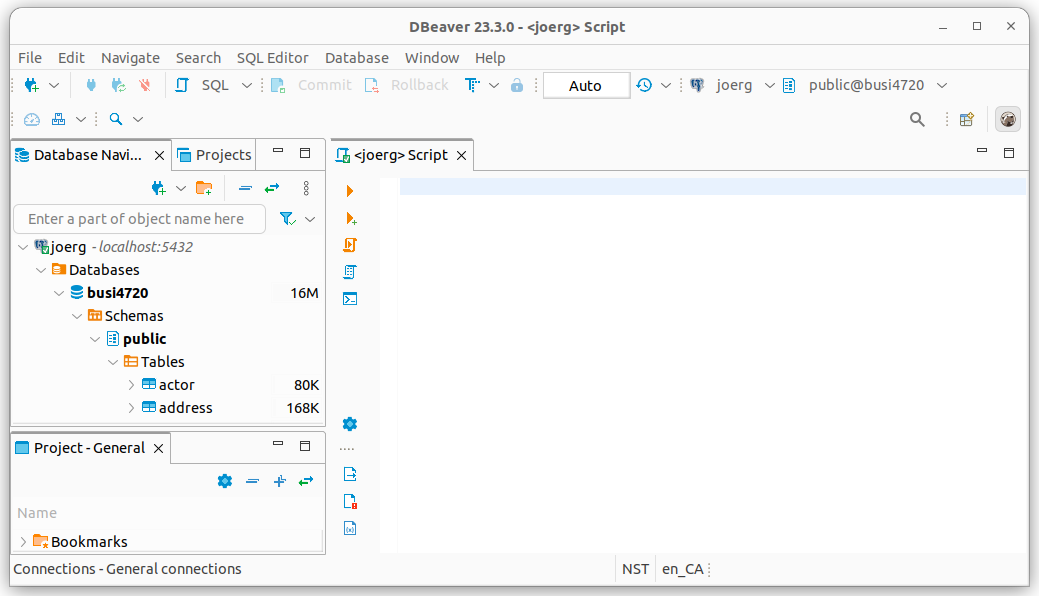 DBeaver 23.3.0 - <joerg> Script
File Edit Navigate Search SQL Editor Database Window Help
SQL Commit Rollback Auto joerg public@busi4720
Database Navi... Projects
Enter a part of object name here
joerg - localhost:5432
Databases
busi4720 16M
Schemas
public
Tables
actor 80K
address 168K
Project - General
Name
Bookmarks
<joerg> Script
Connections - General connections NST en_CA